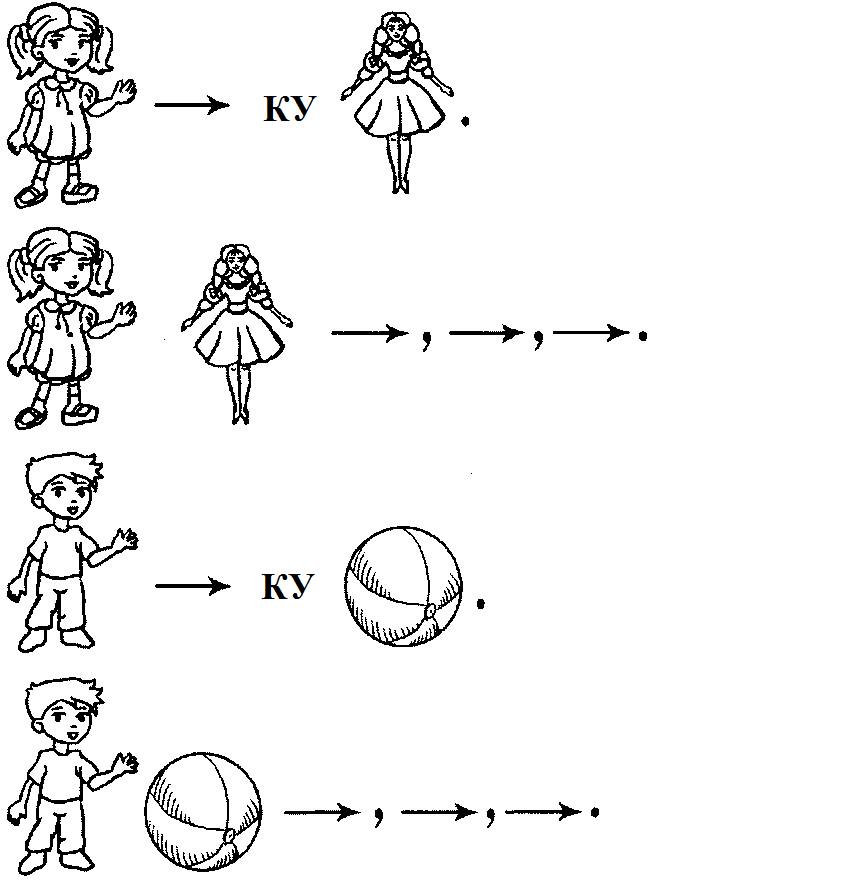 КУ .
, , .
КУ .
, , .